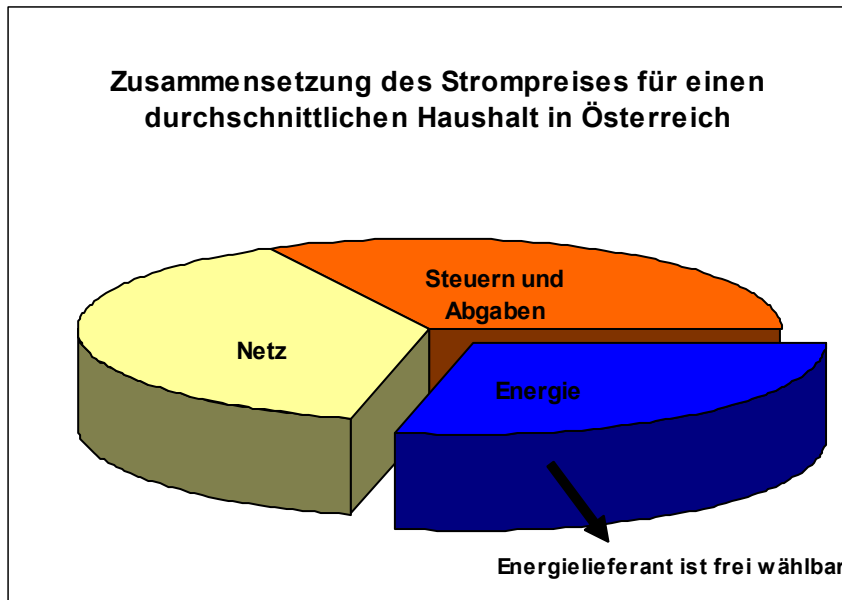 Zusammensetzung des Strompreises für einen
durchschnittlichen Haushalt in Österreich
Steuern und
Abgaben
Netz
Energie
Energielieferant ist frei wählbar